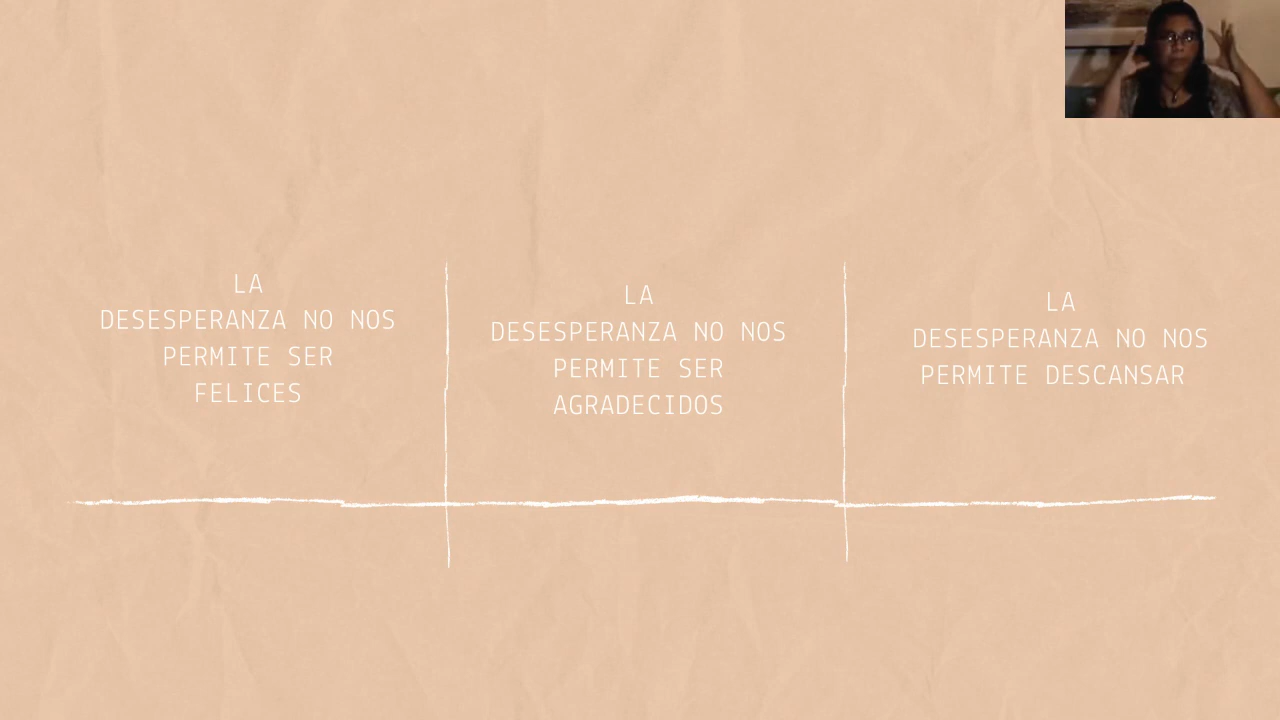 LA
DESESPERANZA NO NOS
PERMITE SER
FELICES
LA
DESESPERANZA NO NOS
PERMITE SER
AGRADECIDOS
LA
DESESPERANZA NO NOS
PERMITE DESCANSAR